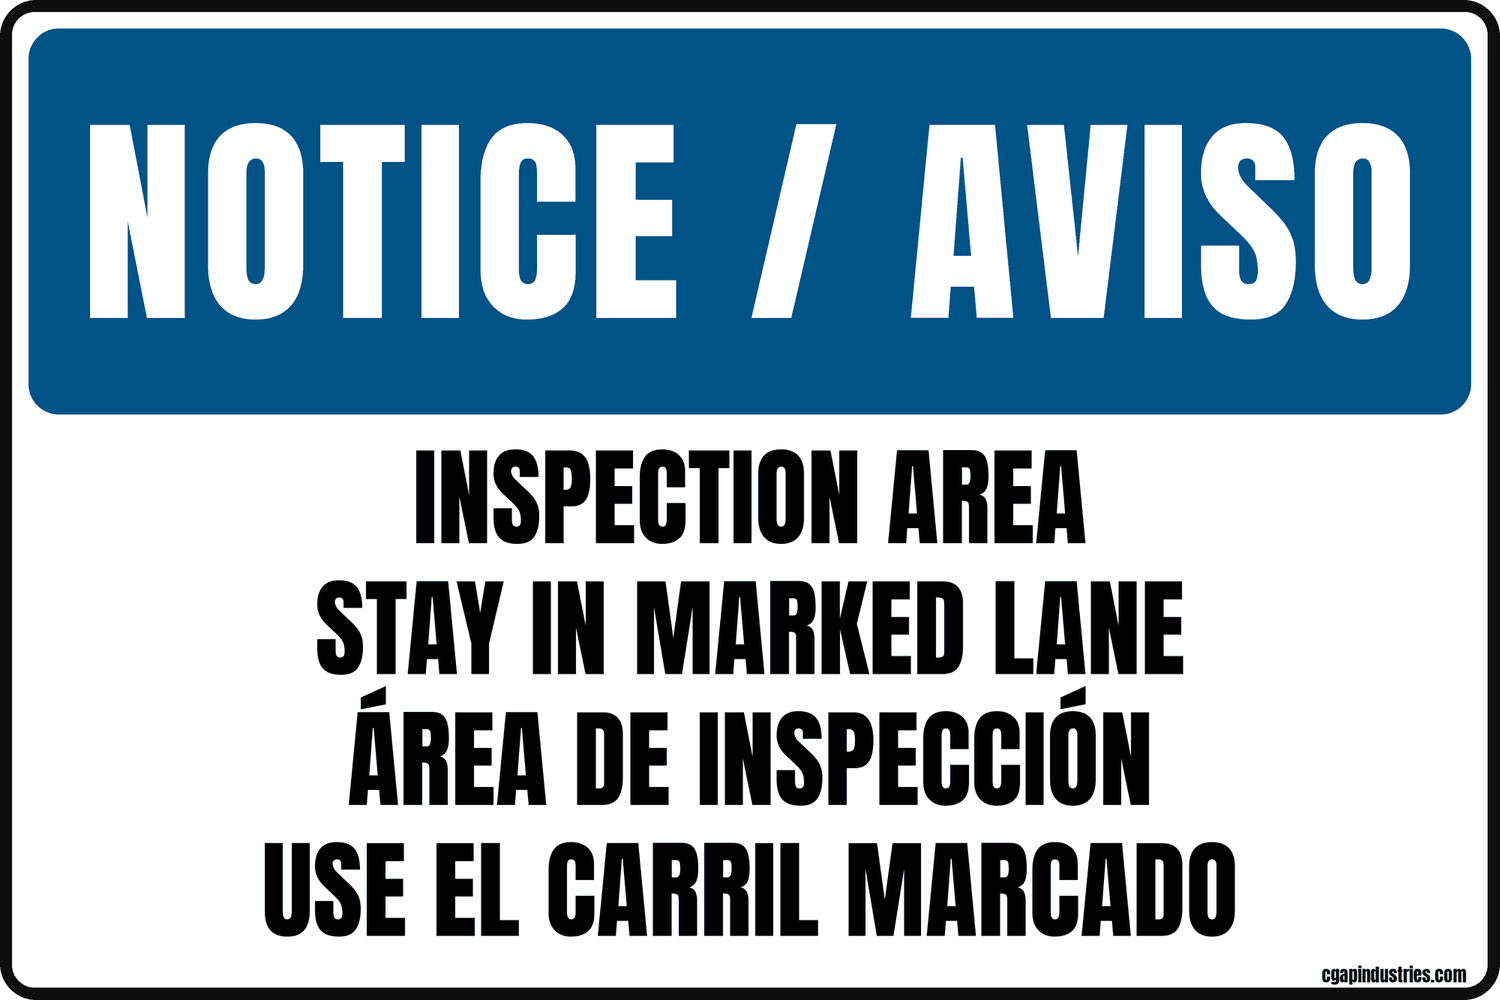 NOTICE / AVISO
INSPECTION AREA
STAY IN MARKED LANE
ÁREA DE INSPECCIÓN
USE EL CARRIL MARCADO
cgapindustries.com